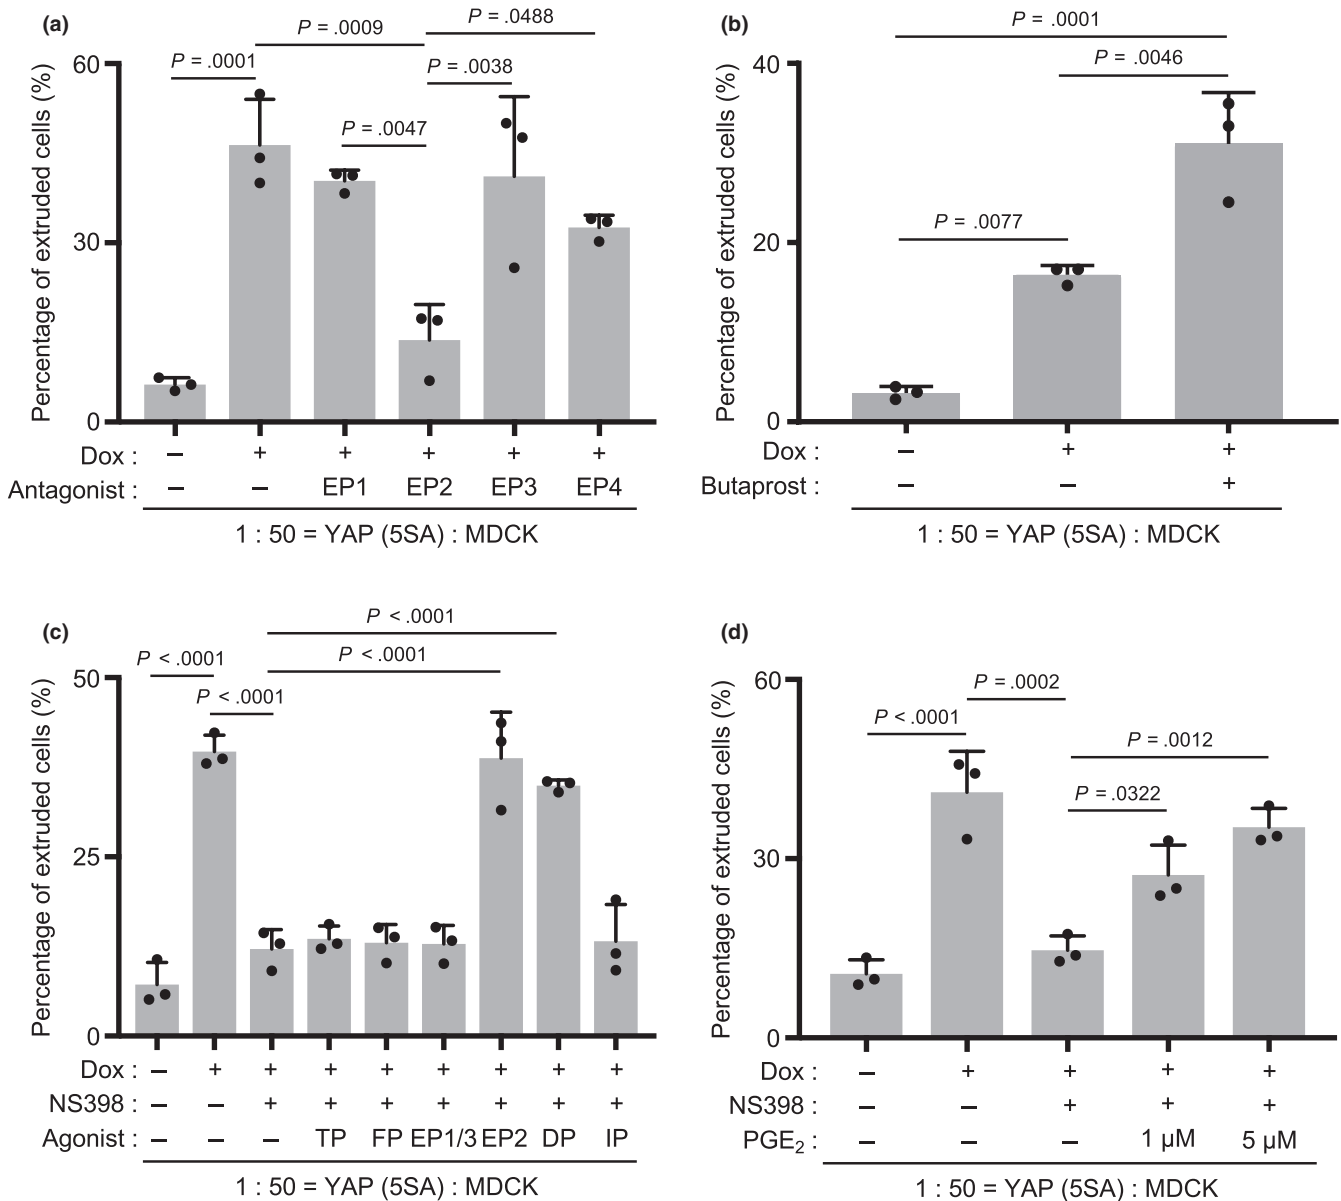 (a)
P = .0488
P = .0009
P = .0001
P = .0038
P = .0047
Percentage of extruded cells (%)
60
30
0
Dox : – + + + + +
Antagonist : – – EP1 EP2 EP3 EP4
1 : 50 = YAP (5SA) : MDCK
(b)
P = .0001
P = .0046
P = .0077
Percentage of extruded cells (%)
40
20
0
Dox : – + +
Butaprost : – – +
1 : 50 = YAP (5SA) : MDCK
(c)
P < .0001
P < .0001
P < .0001
P < .0001
Percentage of extruded cells (%)
50
25
0
Dox : – + + + + + + + +
NS398 : – – + + + + + + +
Agonist : – – – TP FP EP1/3 EP2 DP IP
1 : 50 = YAP (5SA) : MDCK
(d)
P = .0002
P < .0001
P = .0012
P = .0322
Percentage of extruded cells (%)
60
30
0
Dox : – + + + +
NS398 : – – + + +
PGE₂ : – – – 1 µM 5 µM
1 : 50 = YAP (5SA) : MDCK